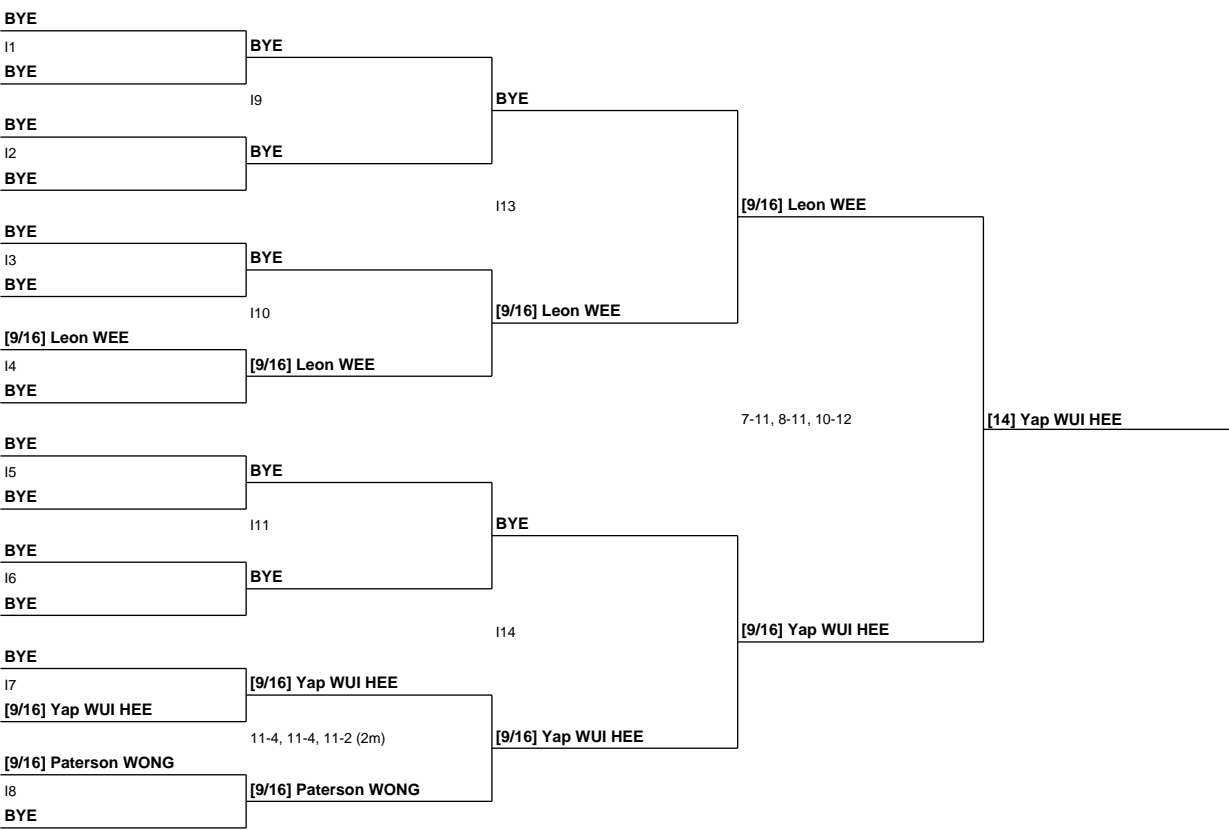 BYE
I1
BYE
BYE
I9
BYE
BYE
I2
BYE
BYE
I13
[9/16] Leon WEE
BYE
I3
BYE
BYE
I10
[9/16] Leon WEE
[9/16] Leon WEE
I4
[9/16] Leon WEE
BYE
7-11, 8-11, 10-12
[14] Yap WUI HEE
BYE
I5
BYE
BYE
I11
BYE
BYE
I6
BYE
BYE
I14
[9/16] Yap WUI HEE
BYE
I7
[9/16] Yap WUI HEE
[9/16] Yap WUI HEE
11-4, 11-4, 11-2 (2m)
[9/16] Yap WUI HEE
[9/16] Paterson WONG
I8
[9/16] Paterson WONG
BYE